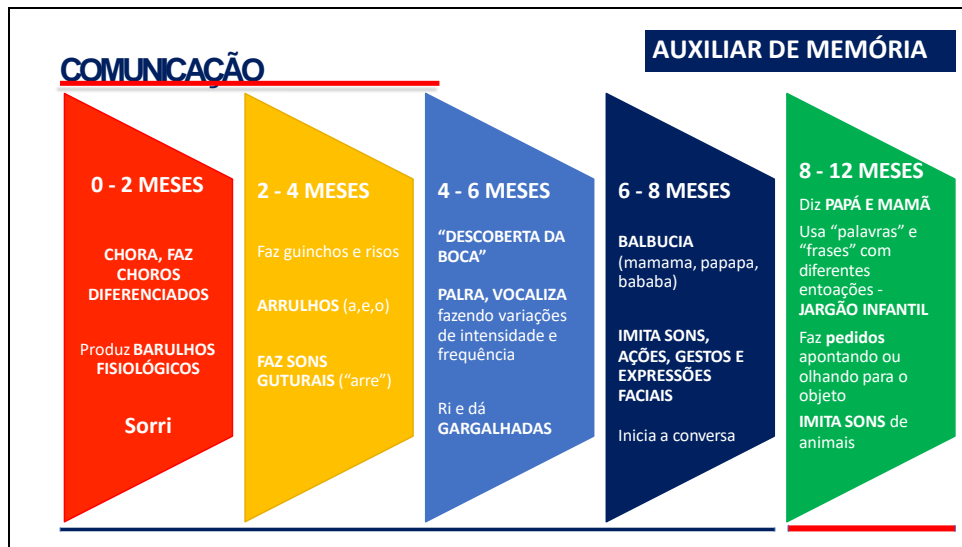 COMUNICAÇÃO
AUXILIAR DE MEMÓRIA
0 - 2 MESES
CHORA, FAZ
CHOROS
DIFERENCIADOS
Produz BARULHOS
FISIOLÓGICOS
Sorri
2 - 4 MESES
Faz guinchos e risos
ARRULHOS (a,e,o)
FAZ SONS
GUTURAIS (“arre”)
4 - 6 MESES
“DESCOBERTA DA
BOCA”
PALRA, VOCALIZA
fazendo variações
de intensidade e
frequência
Ri e dá
GARGALHADAS
6 - 8 MESES
BALBUCIA
(mamama, papapa,
bababa)
IMITA SONS,
AÇÕES, GESTOS E
EXPRESSÕES
FACIAIS
Inicia a conversa
8 - 12 MESES
Diz PAPÁ E MAMÃ
Usa “palavras” e
“frases” com
diferentes
entoações -
JARGÃO INFANTIL
Faz pedidos
apontando ou
olhando para o
objeto
IMITA SONS de
animais